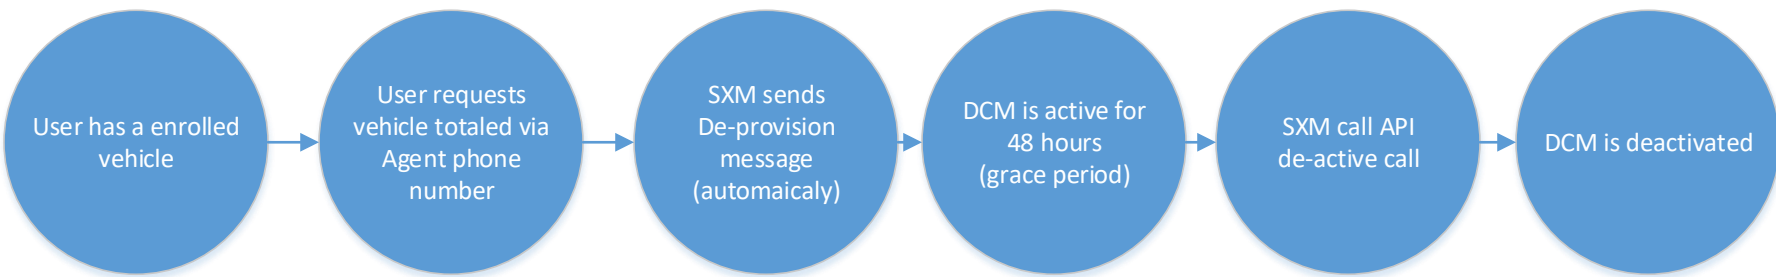 User has a enrolled
vehicle
User requests
vehicle totaled via
Agent phone
number
SXM sends
De-provision
message
(automaicaly)
DCM is active for
48 hours
(grace period)
SXM call API
de-active call
DCM is deactivated